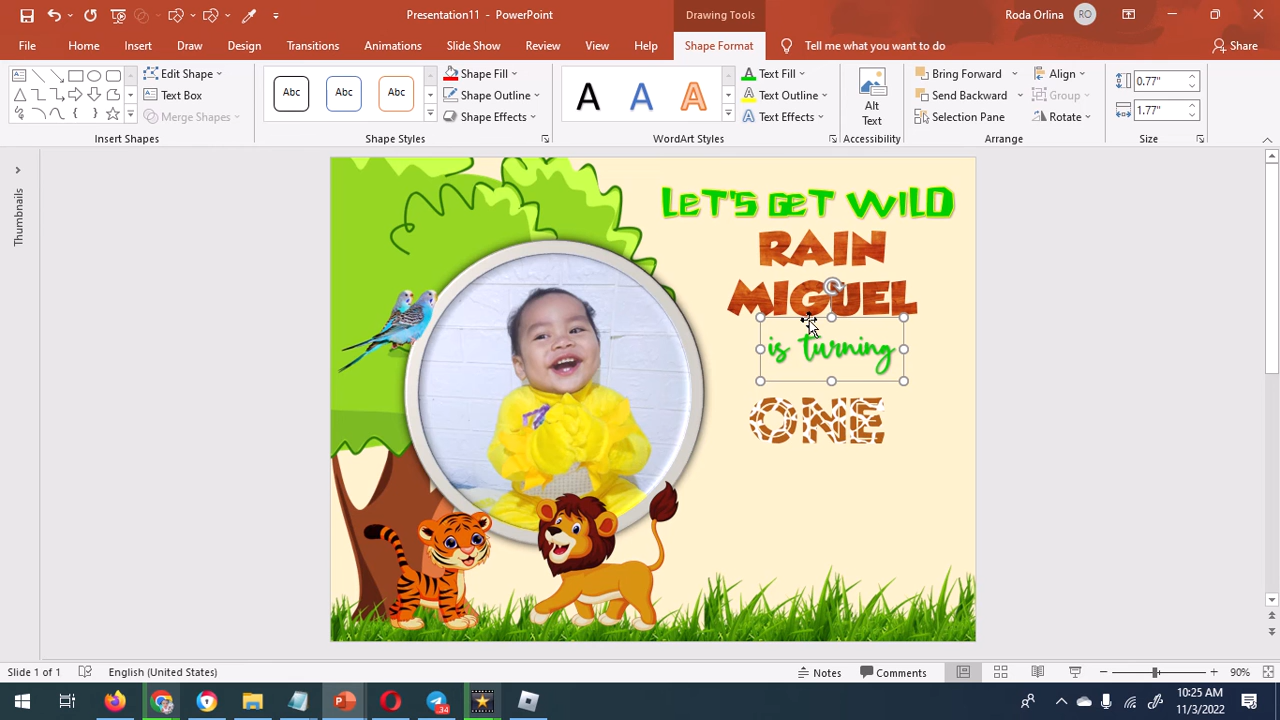 Presentation11 - PowerPoint
Drawing Tools
Roda Orlina
RO
File
Home
Insert
Draw
Design
Transitions
Animations
Slide Show
Review
View
Help
Shape Format
Tell me what you want to do
Share
Edit Shape
Text Box
Merge Shapes
Insert Shapes
Abc
Abc
Abc
Shape Fill
Shape Outline
Shape Effects
Shape Styles
A
A
A
Text Fill
Text Outline
Text Effects
WordArt Styles
Alt
Text
Accessibility
Bring Forward
Send Backward
Selection Pane
Align
Group
Rotate
Arrange
0.77"
1.77"
Size
Thumbnails
LET'S GET WILD
RAIN
MIGUEL
is turning
ONE
Slide 1 of 1
English (United States)
Notes
Comments
90%
34
10:25 AM
11/3/2022